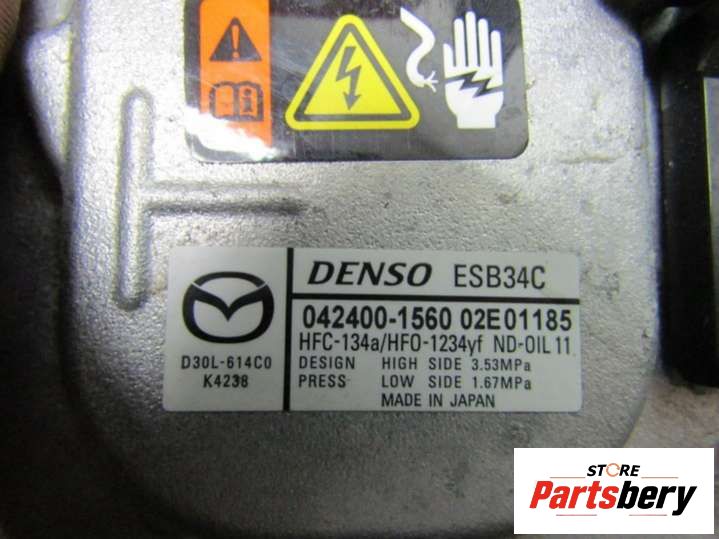 DENSO ESB34C
042400-1560 02E01185
HFC-134a/HFO-1234yf ND-OIL 11
D30L-614C0
K4238
DESIGN HIGH SIDE 3.53MPa
PRESS LOW SIDE 1.67MPa
MADE IN JAPAN
STORE
Partsbery